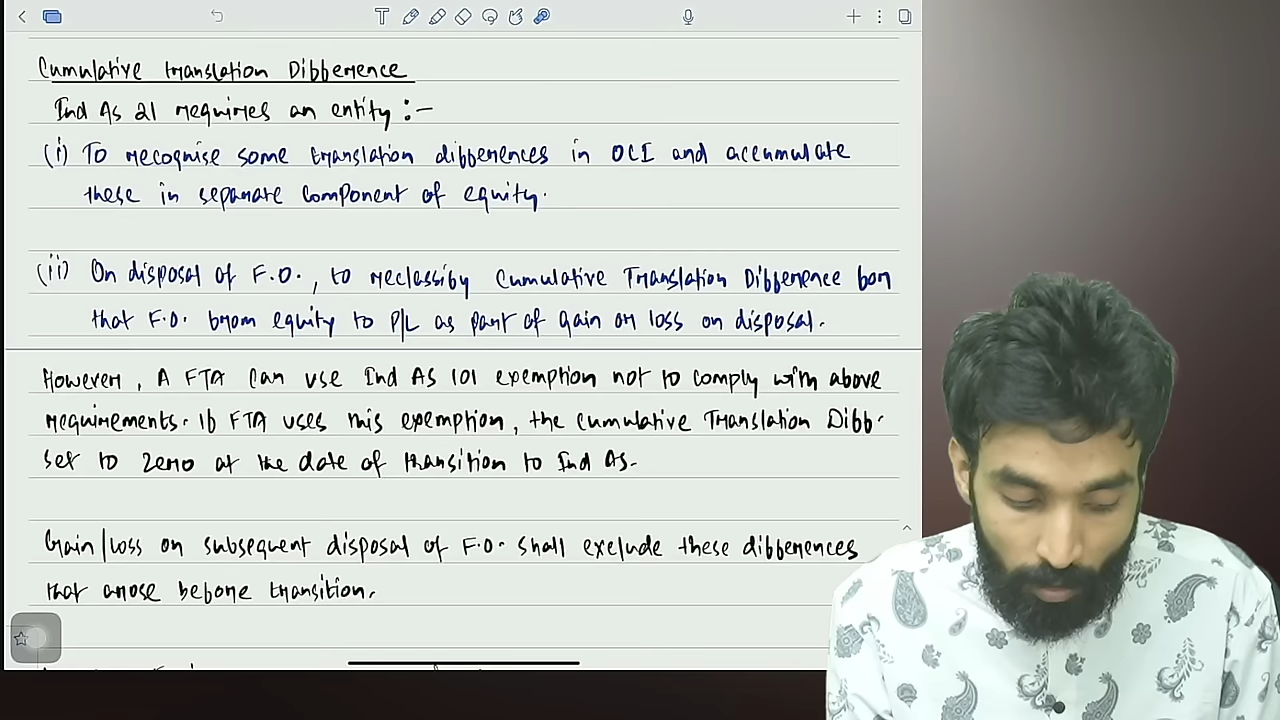 Cumulative Translation Difference
Ind As 21 requires an entity :-
(i) To recognise some translation differences in OCI and accumulate
these in separate component of equity.
(ii) On disposal of F.O., to reclassify Cumulative Translation Difference for
that F.O. from equity to P/L as part of gain or loss on disposal.
However, A FTA can use Ind AS 101 exemption not to comply with above
requirements. If FTA uses this exemption, the cumulative Translation Diff.
set to zero at the date of transition to Ind AS.
Gain/Loss on subsequent disposal of F.O. shall exclude these differences
that arose before transition.